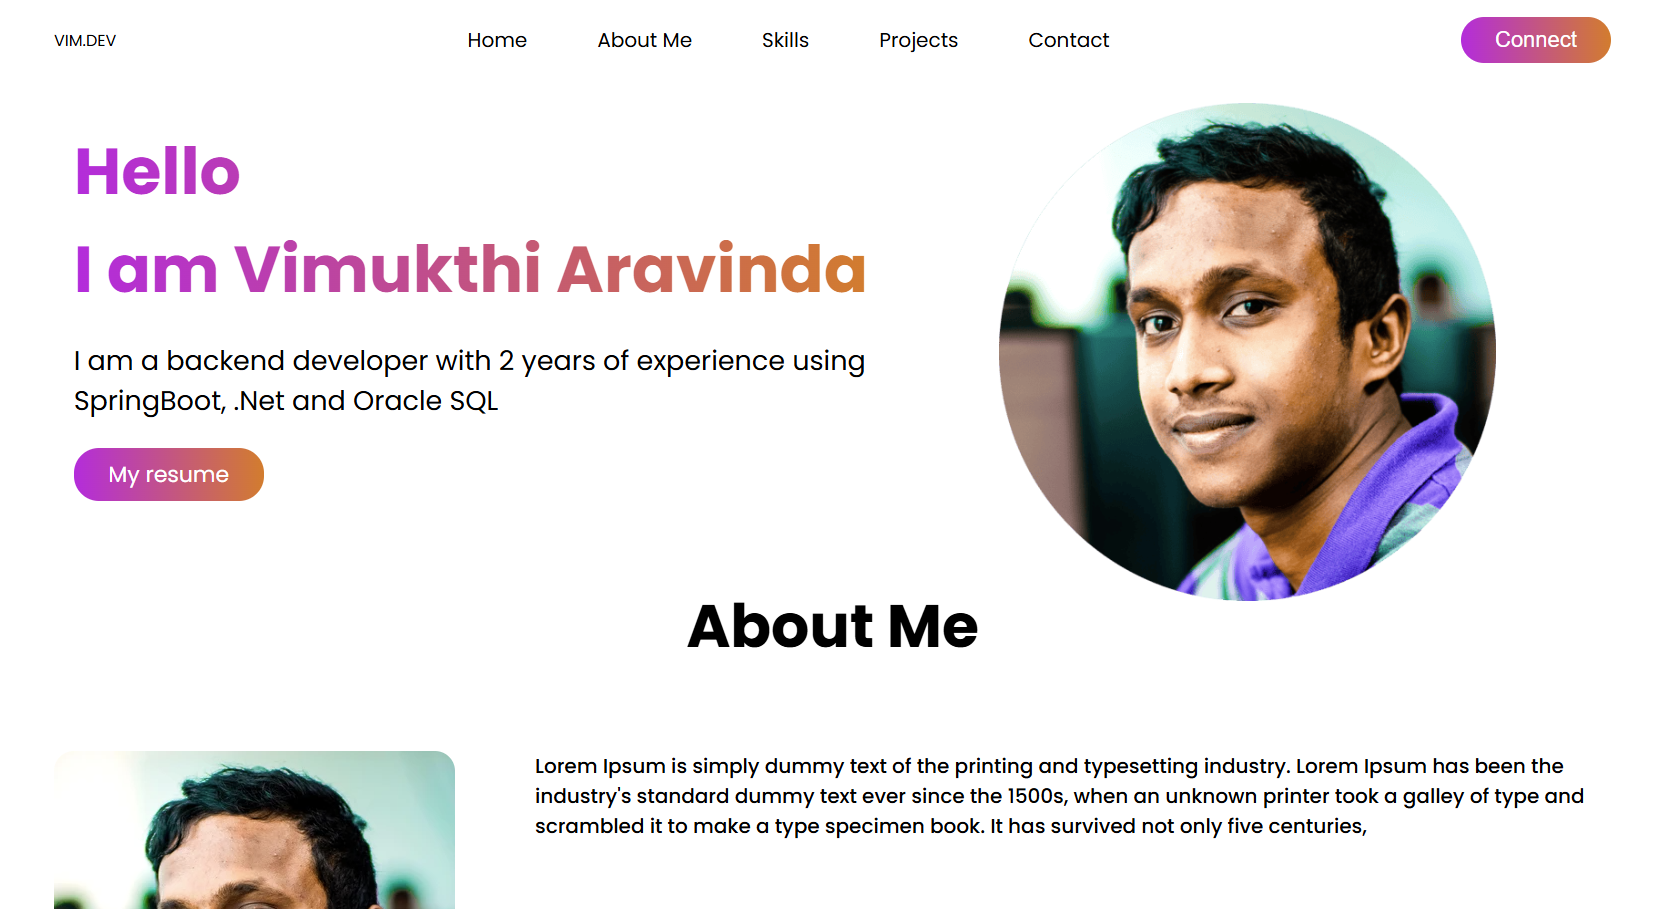 VIM.DEV
Home
About Me
Skills
Projects
Contact
Connect
Hello
I am Vimukthi Aravinda
I am a backend developer with 2 years of experience using
SpringBoot, .Net and Oracle SQL
My resume
About Me
Lorem Ipsum is simply dummy text of the printing and typesetting industry. Lorem Ipsum has been the
industry's standard dummy text ever since the 1500s, when an unknown printer took a galley of type and
scrambled it to make a type specimen book. It has survived not only five centuries,